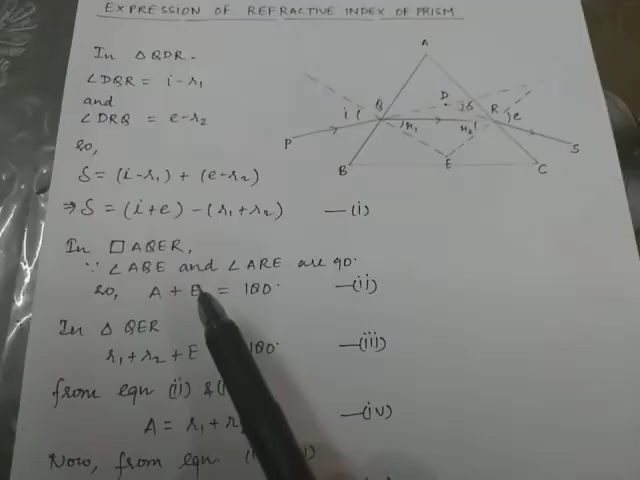 EXPRESSION OF REFRACTIVE INDEX OF PRISM
In △QDR.
∠DQR = i - r₁
and
∠DRQ = e - r₂
so,
δ = (i - r₁) + (e - r₂)
⇒ δ = (i + e) - (r₁ + r₂) —(i)
In □AQER,
∵ ∠AQE and ∠ARE are 90°
so, A + E = 180° —(ii)
In △ QER
r₁ + r₂ + E 180° —(iii)
from eqn (ii) &
A = r₁ + r —(iv)
Now, from eqn
A
D
δ
Q
R
i
e
r₁
r₂
P
S
B
E
C